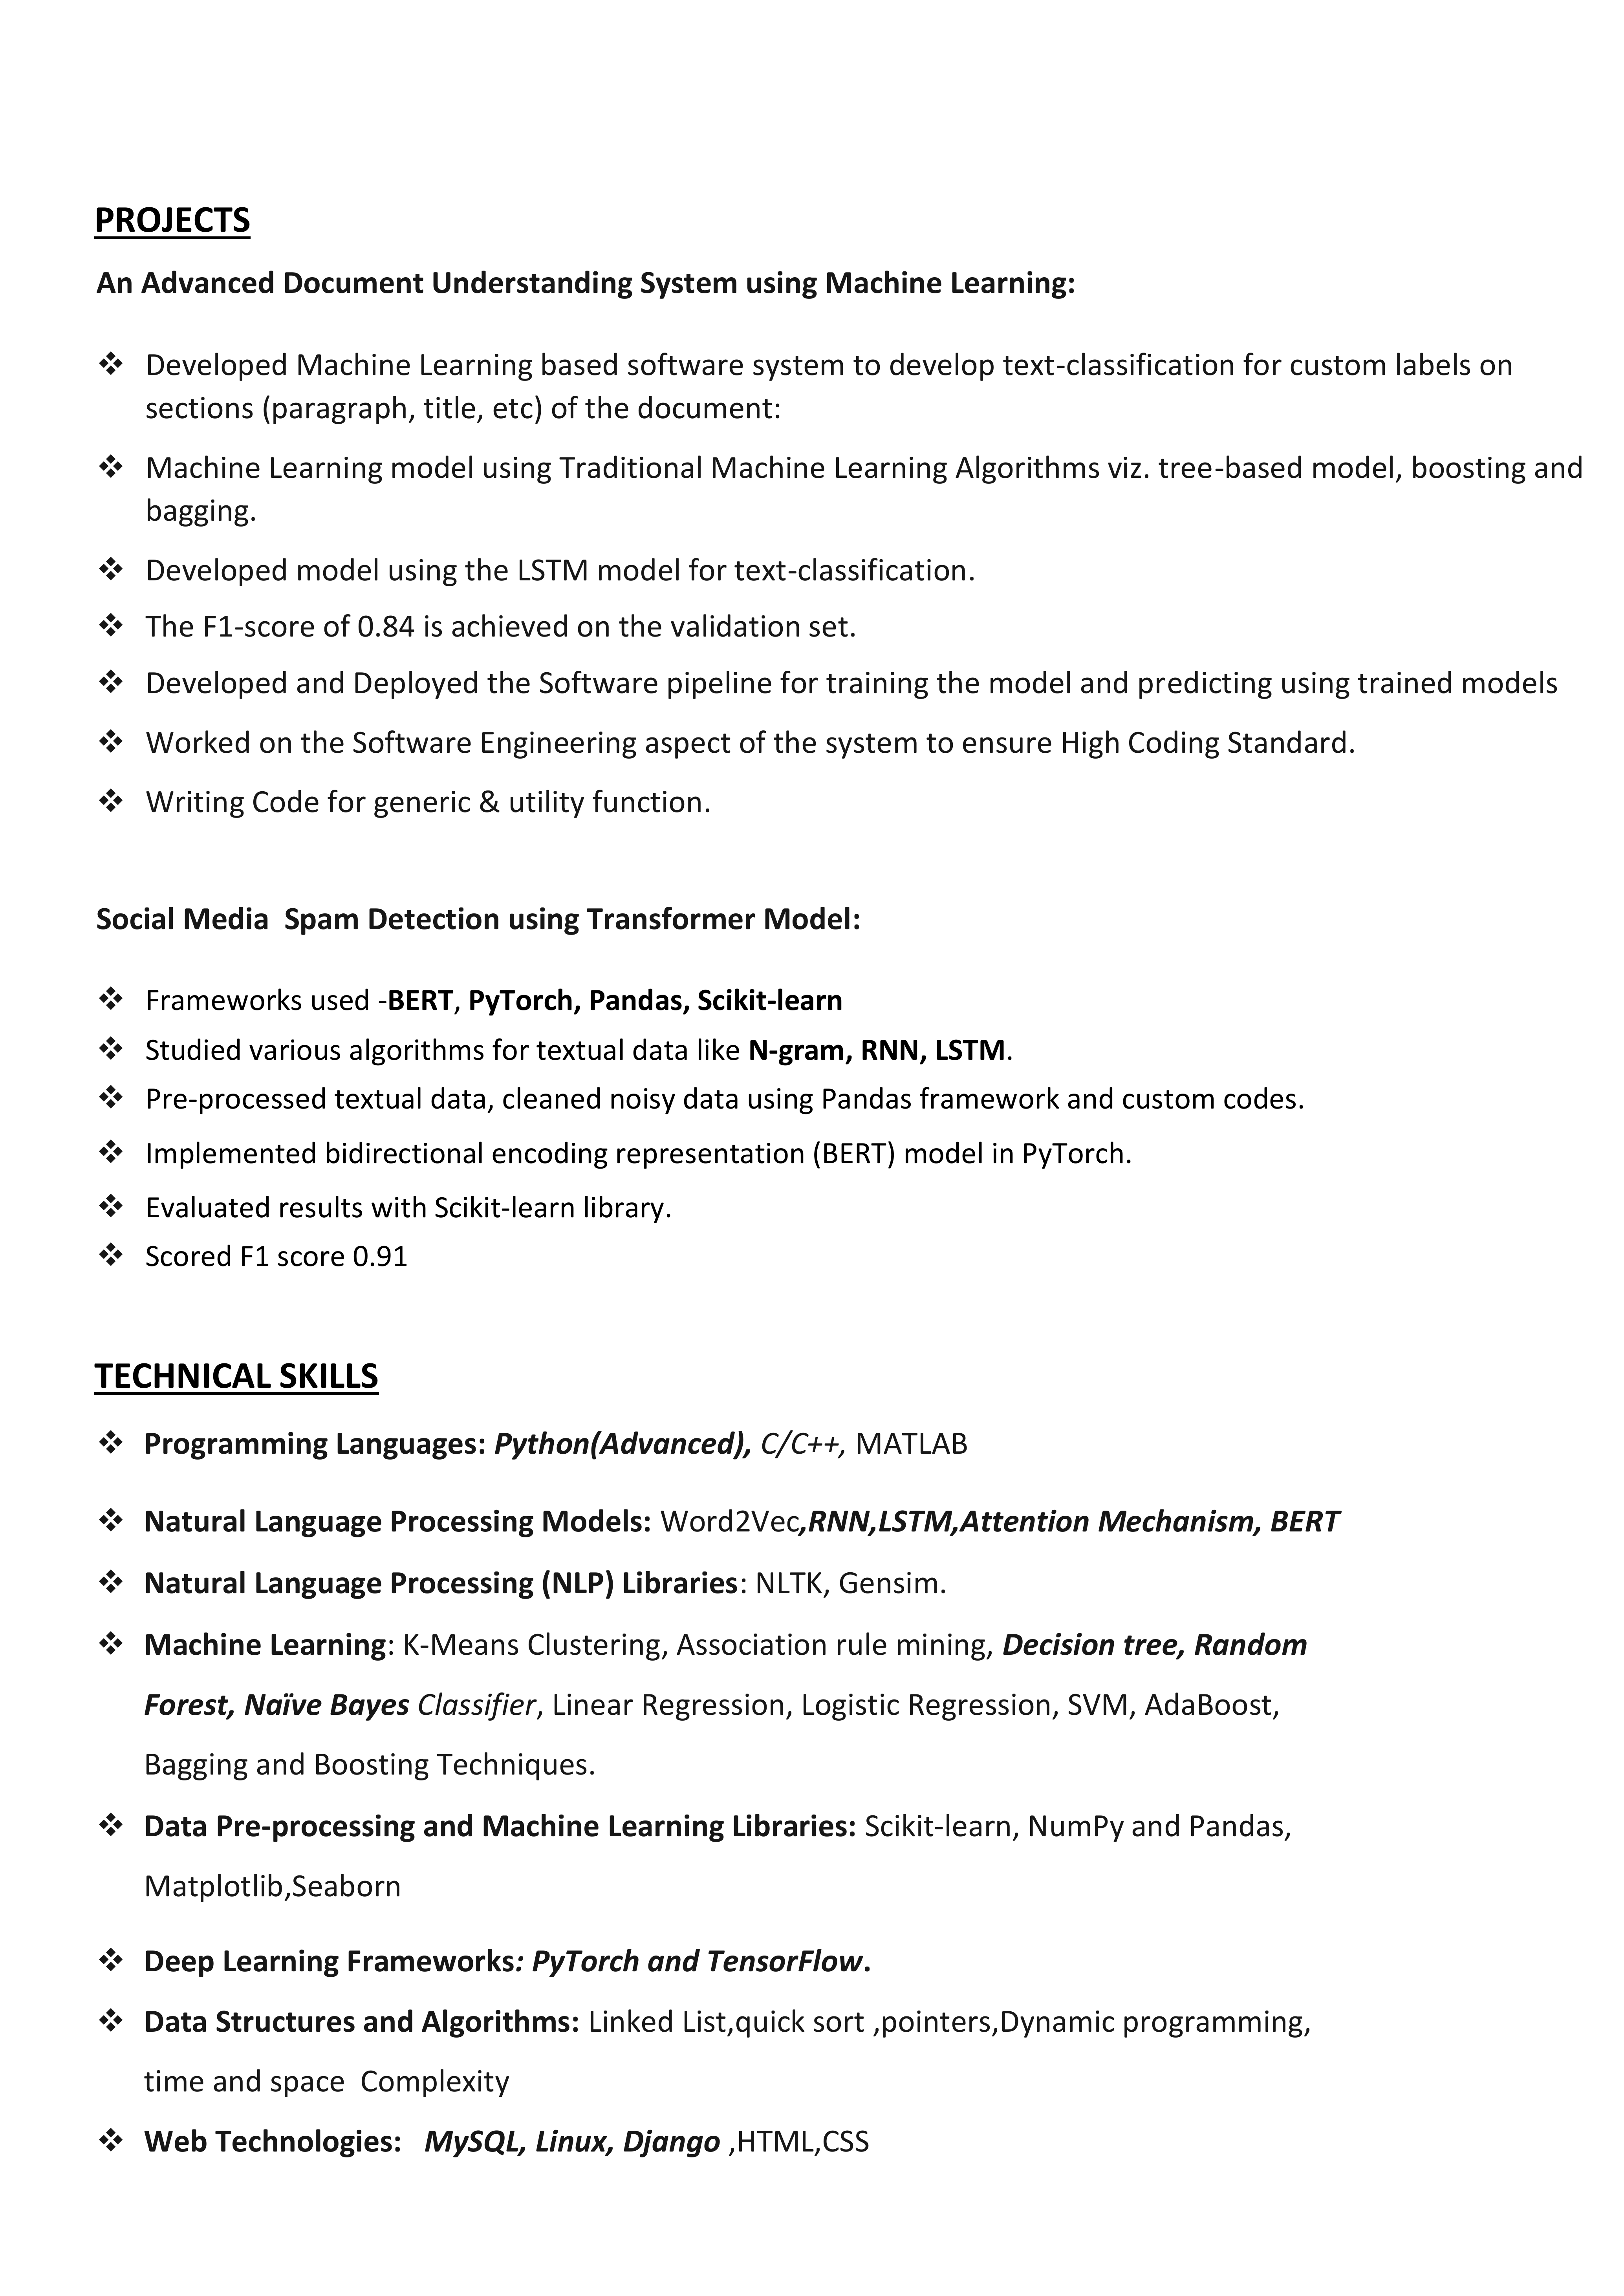 PROJECTS
An Advanced Document Understanding System using Machine Learning:
❖ Developed Machine Learning based software system to develop text-classification for custom labels on
sections (paragraph, title, etc) of the document:
❖ Machine Learning model using Traditional Machine Learning Algorithms viz. tree-based model, boosting and
bagging.
❖ Developed model using the LSTM model for text-classification.
❖ The F1-score of 0.84 is achieved on the validation set.
❖ Developed and Deployed the Software pipeline for training the model and predicting using trained models
❖ Worked on the Software Engineering aspect of the system to ensure High Coding Standard.
❖ Writing Code for generic & utility function.
Social Media  Spam Detection using Transformer Model:
❖ Frameworks used -BERT, PyTorch, Pandas, Scikit-learn
❖ Studied various algorithms for textual data like N-gram, RNN, LSTM.
❖ Pre-processed textual data, cleaned noisy data using Pandas framework and custom codes.
❖ Implemented bidirectional encoding representation (BERT) model in PyTorch.
❖ Evaluated results with Scikit-learn library.
❖ Scored F1 score 0.91
TECHNICAL SKILLS
❖ Programming Languages: Python(Advanced), C/C++, MATLAB
❖ Natural Language Processing Models: Word2Vec,RNN,LSTM,Attention Mechanism, BERT
❖ Natural Language Processing (NLP) Libraries: NLTK, Gensim.
❖ Machine Learning: K-Means Clustering, Association rule mining, Decision tree, Random
Forest, Naïve Bayes Classifier, Linear Regression, Logistic Regression, SVM, AdaBoost,
Bagging and Boosting Techniques.
❖ Data Pre-processing and Machine Learning Libraries: Scikit-learn, NumPy and Pandas,
Matplotlib,Seaborn
❖ Deep Learning Frameworks: PyTorch and TensorFlow.
❖ Data Structures and Algorithms: Linked List,quick sort ,pointers,Dynamic programming,
time and space  Complexity
❖ Web Technologies:   MySQL, Linux, Django ,HTML,CSS